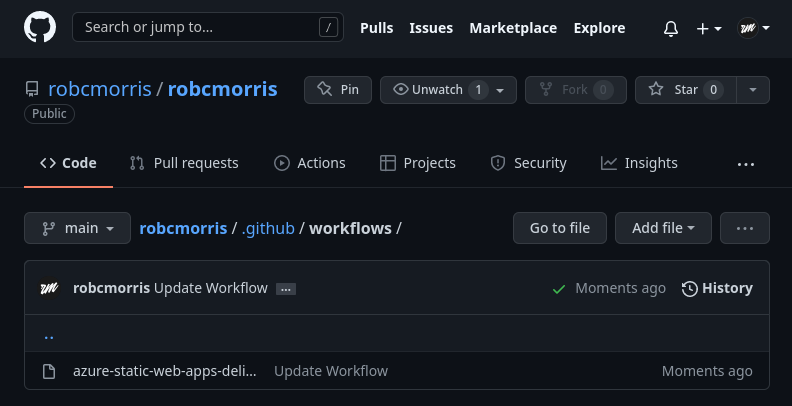 Search or jump to... / Pulls Issues Marketplace Explore
robcmorris / robcmorris Pin Unwatch 1 Fork 0 Star 0
Public
Code Pull requests Actions Projects Security Insights ...
main robcmorris / .github / workflows / Go to file Add file ...
robcmorris Update Workflow ... Moments ago History
..
azure-static-web-apps-deli... Update Workflow Moments ago